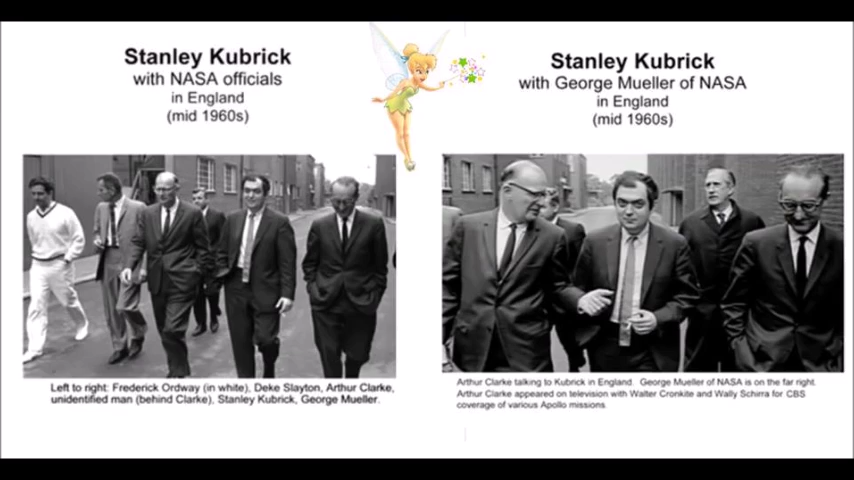 Stanley Kubrick
with NASA officials
in England
(mid 1960s)
Left to right: Frederick Ordway (in white), Deke Slayton, Arthur Clarke,
unidentified man (behind Clarke), Stanley Kubrick, George Mueller.
Stanley Kubrick
with George Mueller of NASA
in England
(mid 1960s)
Arthur Clarke talking to Kubrick in England. George Mueller of NASA is on the far right.
Arthur Clarke appeared on television with Walter Cronkite and Wally Schirra for CBS
coverage of various Apollo missions.